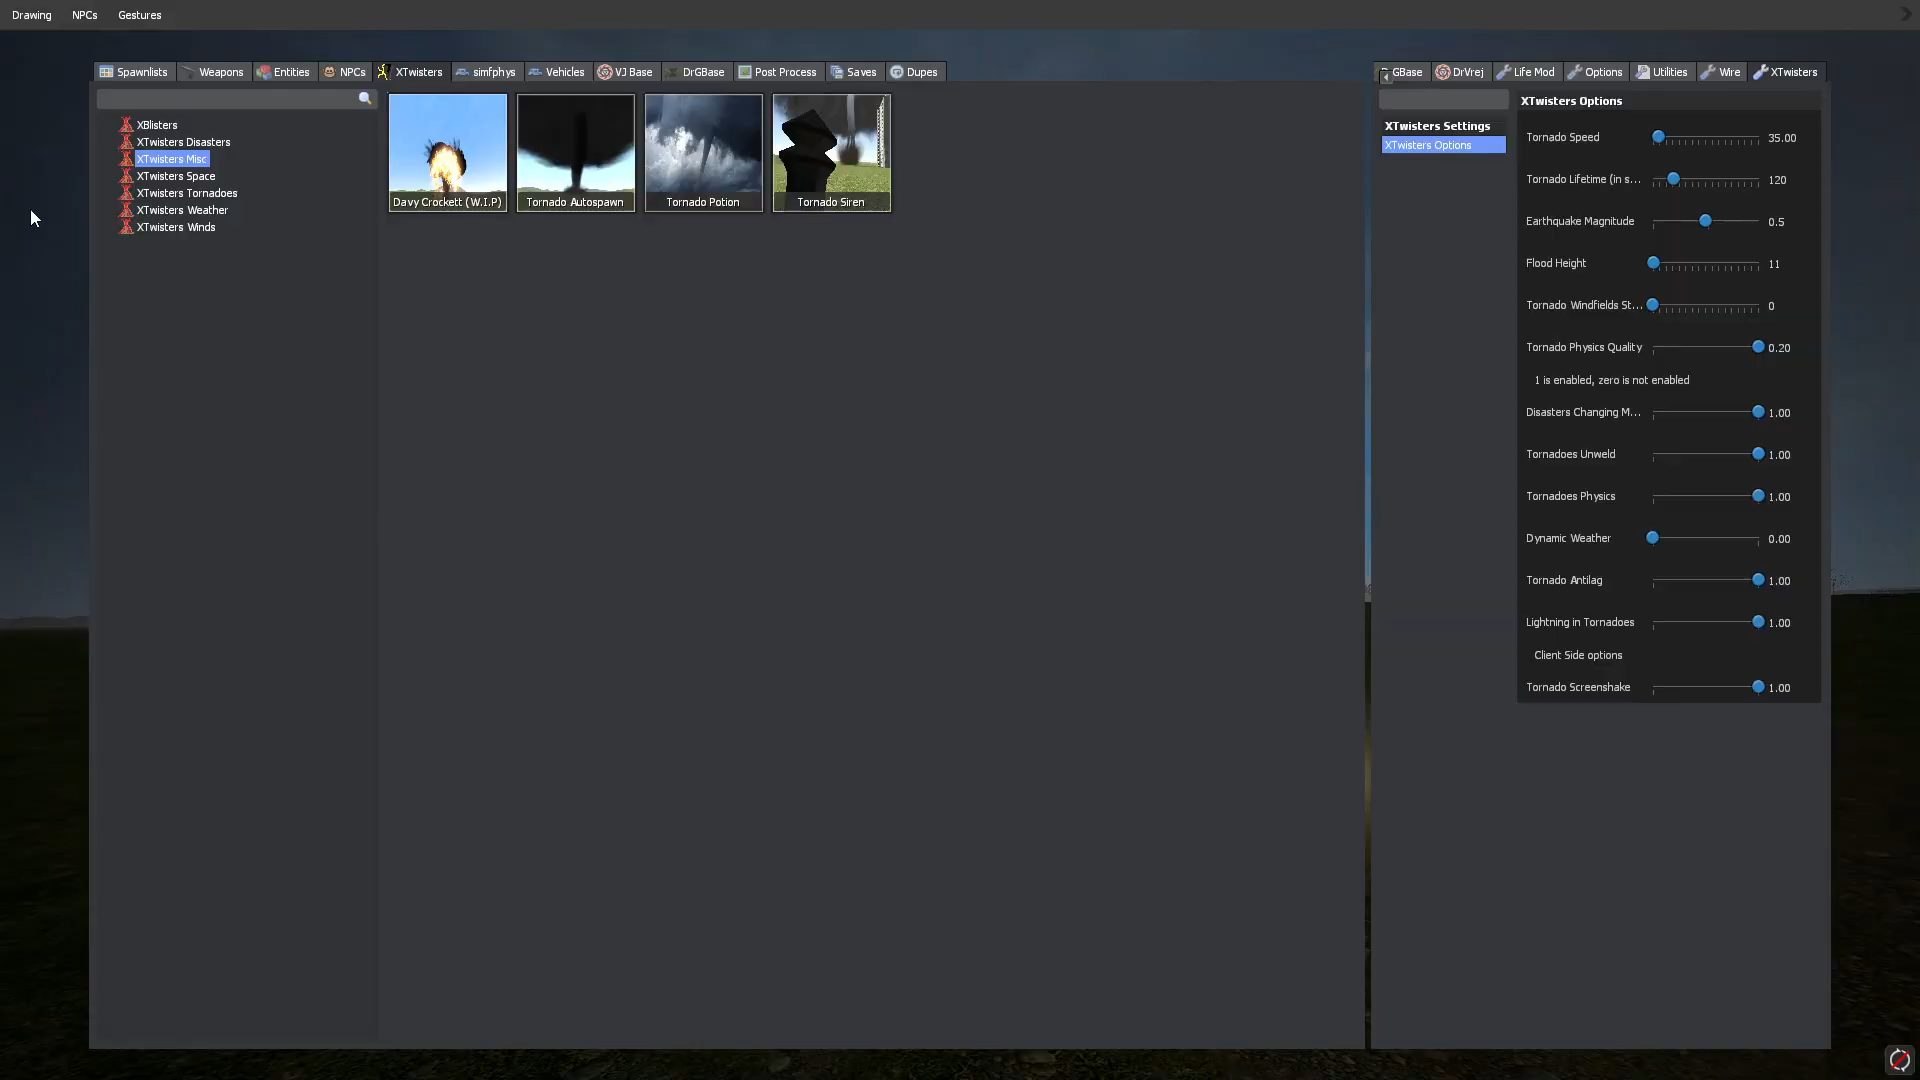 Drawing NPCs Gestures
Spawnlists Weapons Entities NPCs XTwisters simfphys Vehicles VJ Base DrGBase Post Process Saves Dupes
GBase DrVrej Life Mod Options Utilities Wire XTwisters
XBlisters
XTwisters Disasters
XTwisters Misc
XTwisters Space
XTwisters Tornadoes
XTwisters Weather
XTwisters Winds
Davy Crockett (W.I.P) Tornado Autospawn Tornado Potion Tornado Siren
XTwisters Settings
XTwisters Options
XTwisters Options
Tornado Speed 35.00
Tornado Lifetime (in s... 120
Earthquake Magnitude 0.5
Flood Height 11
Tornado Windfields St... 0
Tornado Physics Quality 0.20
1 is enabled, zero is not enabled
Disasters Changing M... 1.00
Tornadoes Unweld 1.00
Tornadoes Physics 1.00
Dynamic Weather 0.00
Tornado Antilag 1.00
Lightning in Tornadoes 1.00
Client Side options
Tornado Screenshake 1.00